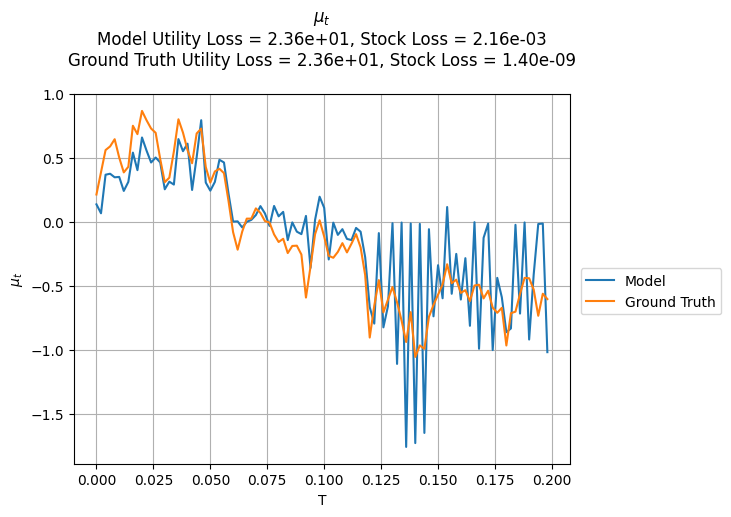 μt
Model Utility Loss = 2.36e+01, Stock Loss = 2.16e-03
Ground Truth Utility Loss = 2.36e+01, Stock Loss = 1.40e-09
1.0
0.5
0.0
−0.5
−1.0
−1.5
μt
0.000 0.025 0.050 0.075 0.100 0.125 0.150 0.175 0.200
T
Model
Ground Truth